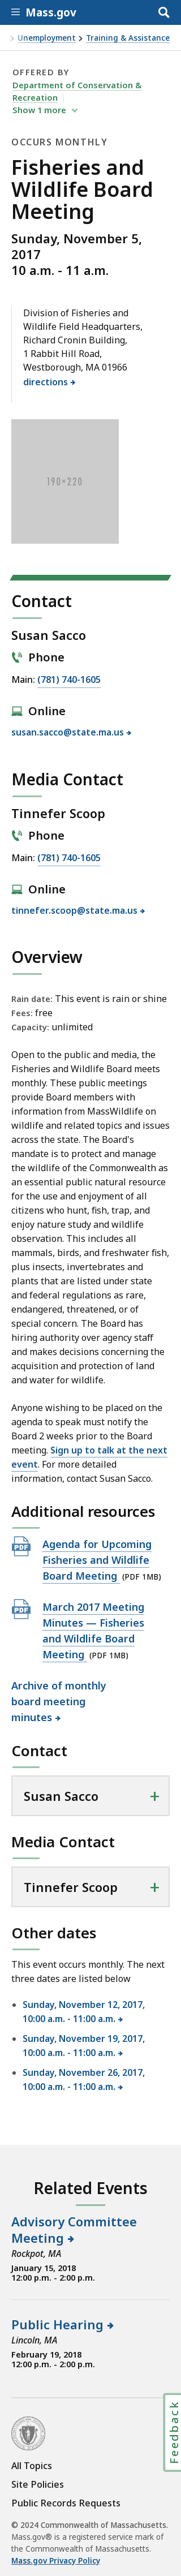 Mass.gov
Unemployment
Training & Assistance
OFFERED BY
Department of Conservation &
Recreation
Show 1 more
OCCURS MONTHLY
Fisheries and
Wildlife Board
Meeting
Sunday, November 5,
2017
10 a.m. - 11 a.m.
Division of Fisheries and
Wildlife Field Headquarters,
Richard Cronin Building,
1 Rabbit Hill Road,
Westborough, MA 01966
directions
190×220
Contact
Susan Sacco
Phone
Main: (781) 740-1605
Online
susan.sacco@state.ma.us
Media Contact
Tinnefer Scoop
Phone
Main: (781) 740-1605
Online
tinnefer.scoop@state.ma.us
Overview
Rain date: This event is rain or shine
Fees: free
Capacity: unlimited
Open to the public and media, the
Fisheries and Wildlife Board meets
monthly. These public meetings
provide Board members with
information from MassWildlife on
wildlife and related topics and issues
across the state. The Board's
mandate is to oversee and manage
the wildlife of the Commonwealth as
an essential public natural resource
for the use and enjoyment of all
citizens who hunt, fish, trap, and
enjoy other outdoor wildlife
observation. This includes all
mammals, birds, and freshwater fish,
plus insects, invertebrates, and
plants that are listed under state
and federal regulations as rare,
endangered, threatened, or of
special concern. The Board has
hiring authority over agency staff
and makes decisions concerning the
acquisition and protection of land
and water for wildlife.
Anyone wishing to be placed on the
agenda to speak must notify the
Board 2 weeks prior to the Board
meeting. Sign up to talk at the next
event. For more detailed
information, contact Susan Sacco.
Additional resources
PDF
Agenda for Upcoming
Fisheries and Wildlife
Board Meeting (PDF 1MB)
PDF
March 2017 Meeting
Minutes — Fisheries
and Wildlife Board
Meeting (PDF 1MB)
Archive of monthly
board meeting
minutes
Contact
Susan Sacco
Media Contact
Tinnefer Scoop
Other dates
This event occurs monthly. The next
three dates are listed below
Sunday, November 12, 2017,
10:00 a.m. - 11:00 a.m.
Sunday, November 19, 2017,
10:00 a.m. - 11:00 a.m.
Sunday, November 26, 2017,
10:00 a.m. - 11:00 a.m.
Related Events
Advisory Committee
Meeting
Rockpot, MA
January 15, 2018
12:00 p.m. - 2:00 p.m.
Public Hearing
Lincoln, MA
February 19, 2018
12:00 p.m. - 2:00 p.m.
Feedback
All Topics
Site Policies
Public Records Requests
© 2024 Commonwealth of Massachusetts.
Mass.gov® is a registered service mark of
the Commonwealth of Massachusetts.
Mass.gov Privacy Policy